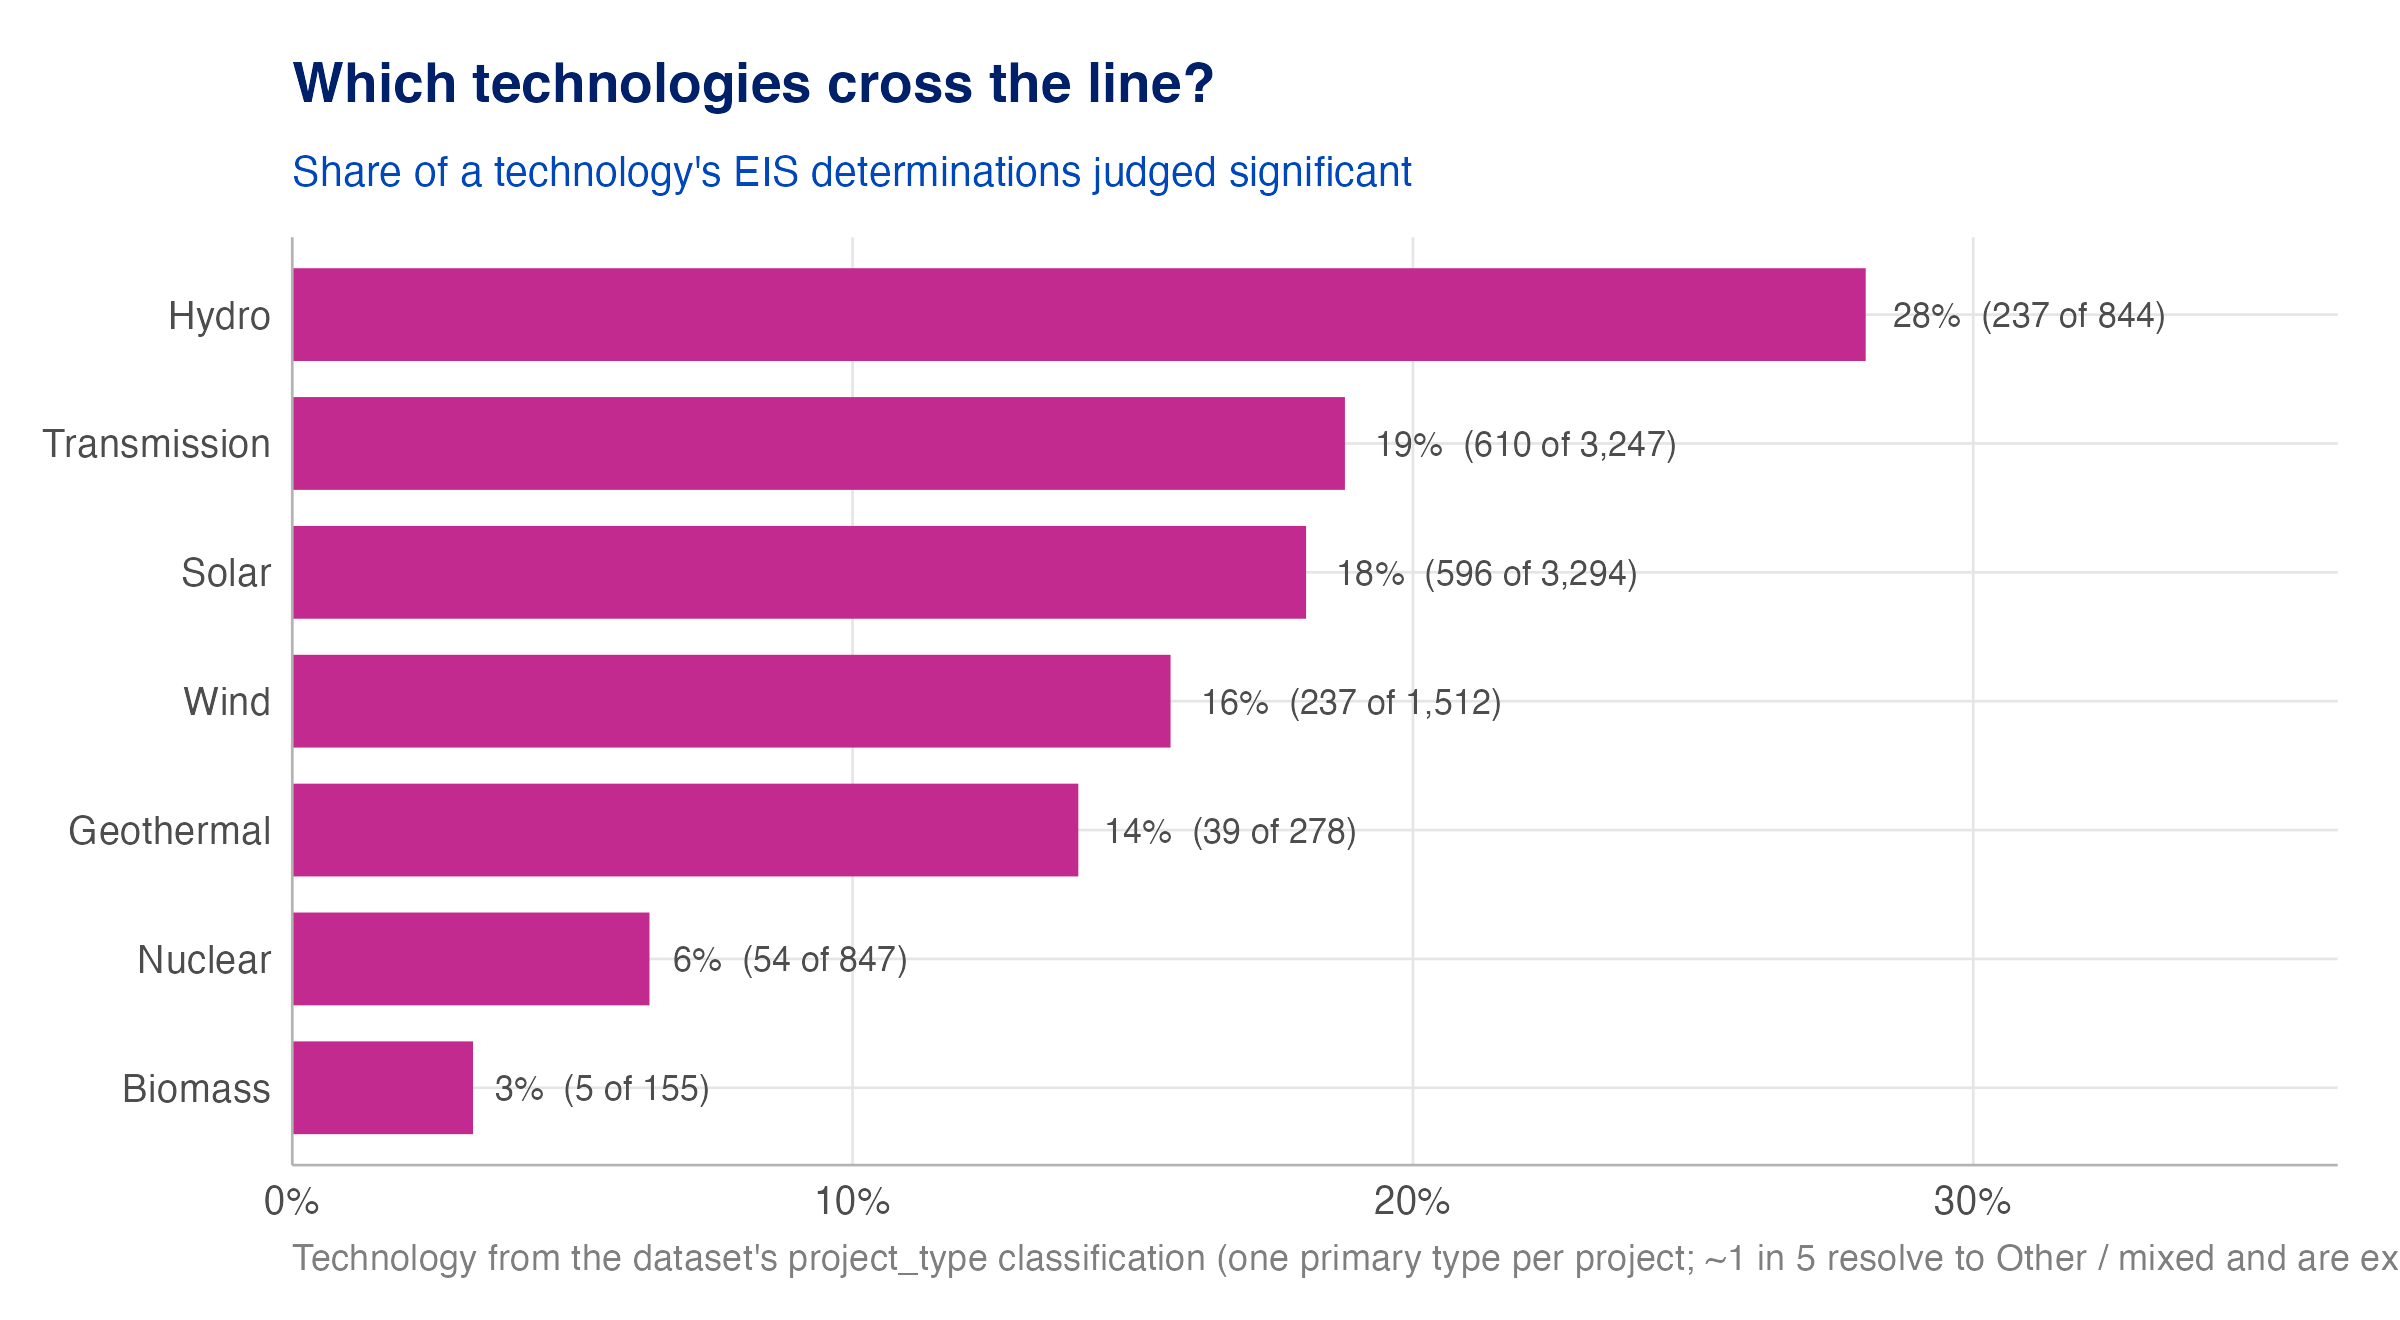 Which technologies cross the line?
Share of a technology's EIS determinations judged significant
Hydro 28% (237 of 844)
Transmission 19% (610 of 3,247)
Solar 18% (596 of 3,294)
Wind 16% (237 of 1,512)
Geothermal 14% (39 of 278)
Nuclear 6% (54 of 847)
Biomass 3% (5 of 155)
0% 10% 20% 30%
Technology from the dataset's project_type classification (one primary type per project; ~1 in 5 resolve to Other / mixed and are ex